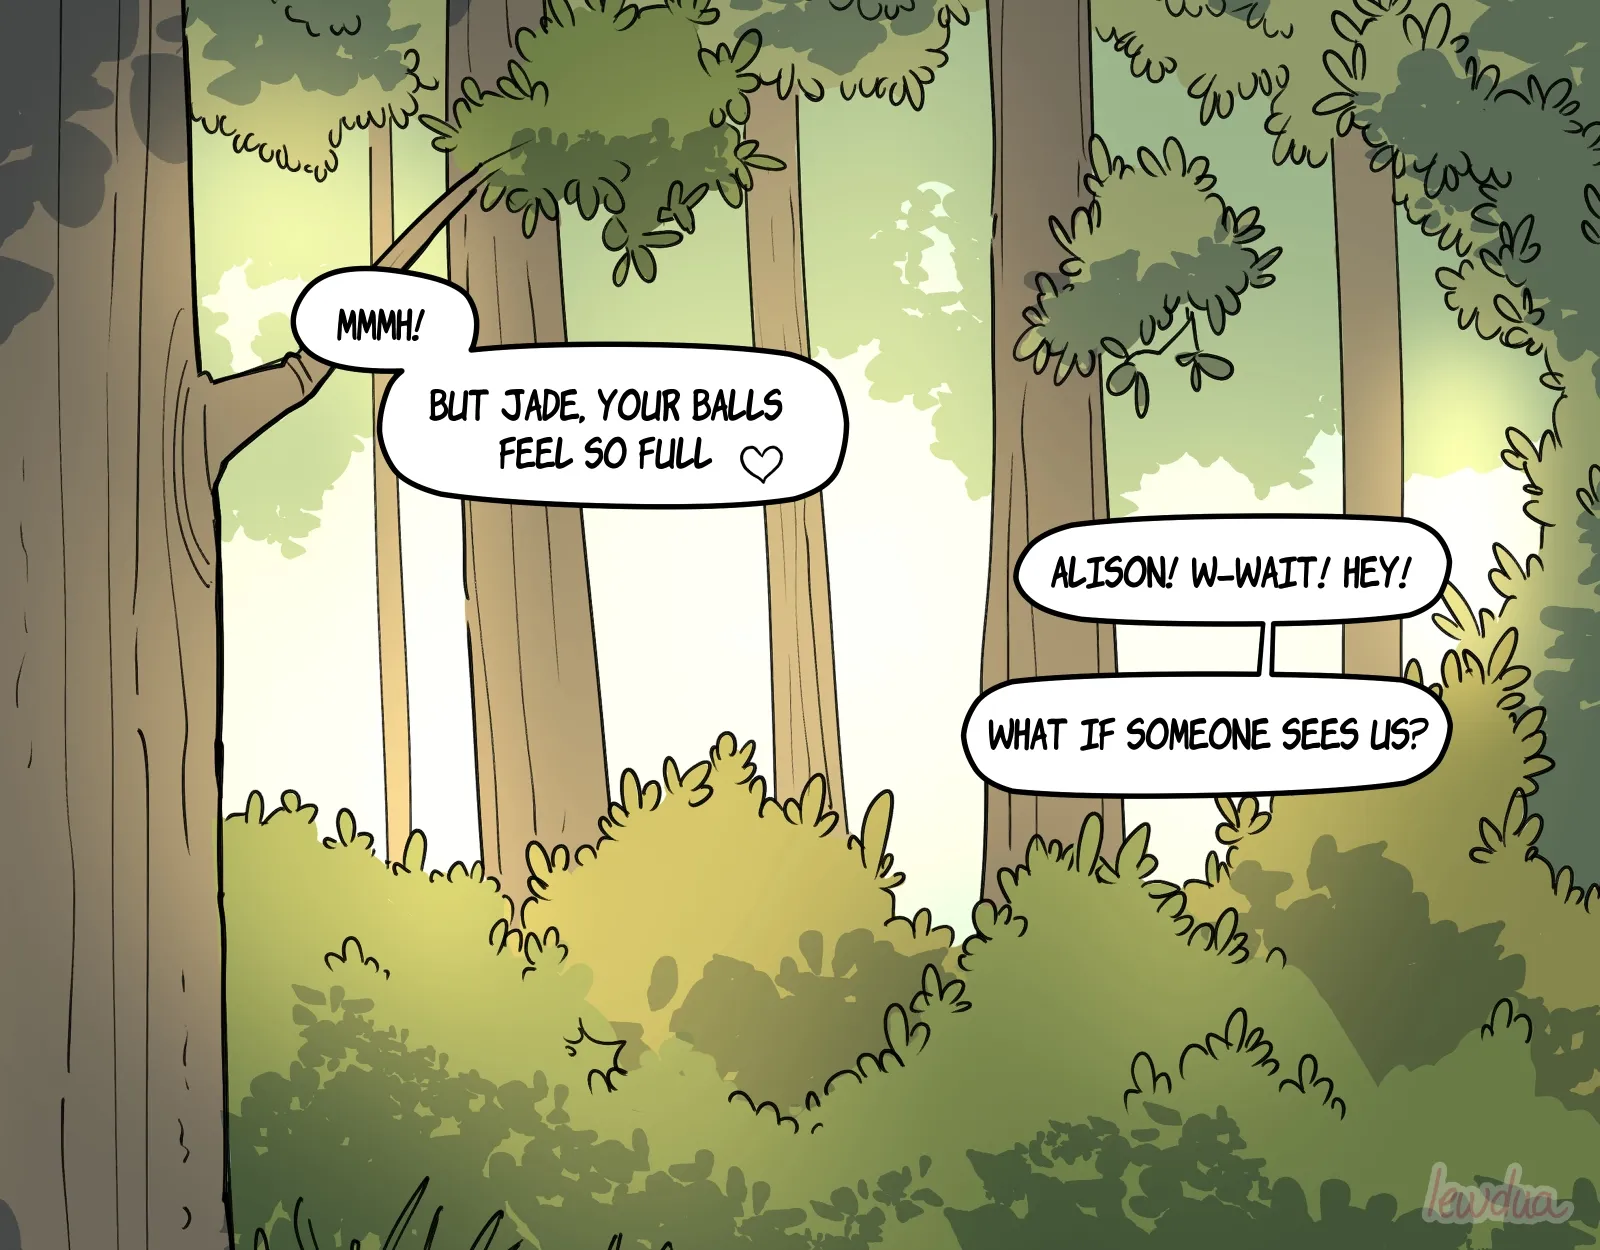 MMMH!
BUT JADE, YOUR BALLS
FEEL SO FULL ♡
ALISON! W-WAIT! HEY!
WHAT IF SOMEONE SEES US?
lewdua